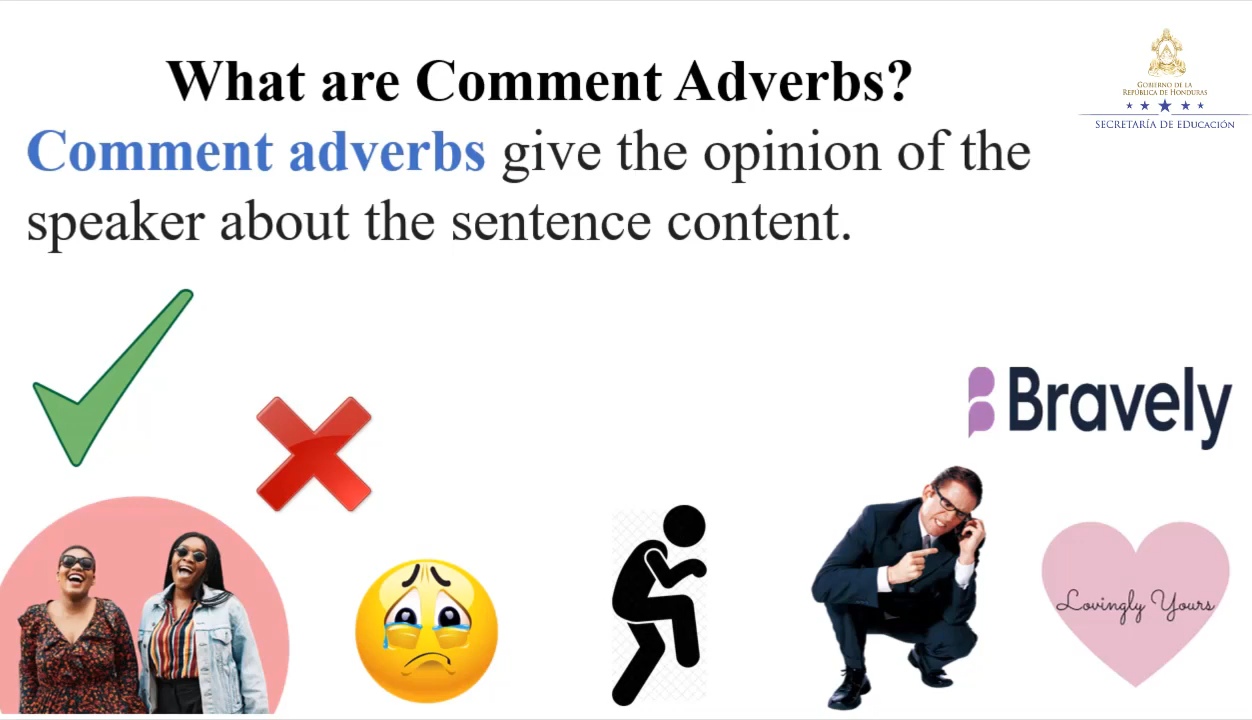 What are Comment Adverbs?
GOBIERNO DE LA
REPÚBLICA DE HONDURAS
SECRETARÍA DE EDUCACIÓN
Comment adverbs give the opinion of the
speaker about the sentence content.
Bravely
Lovingly Yours